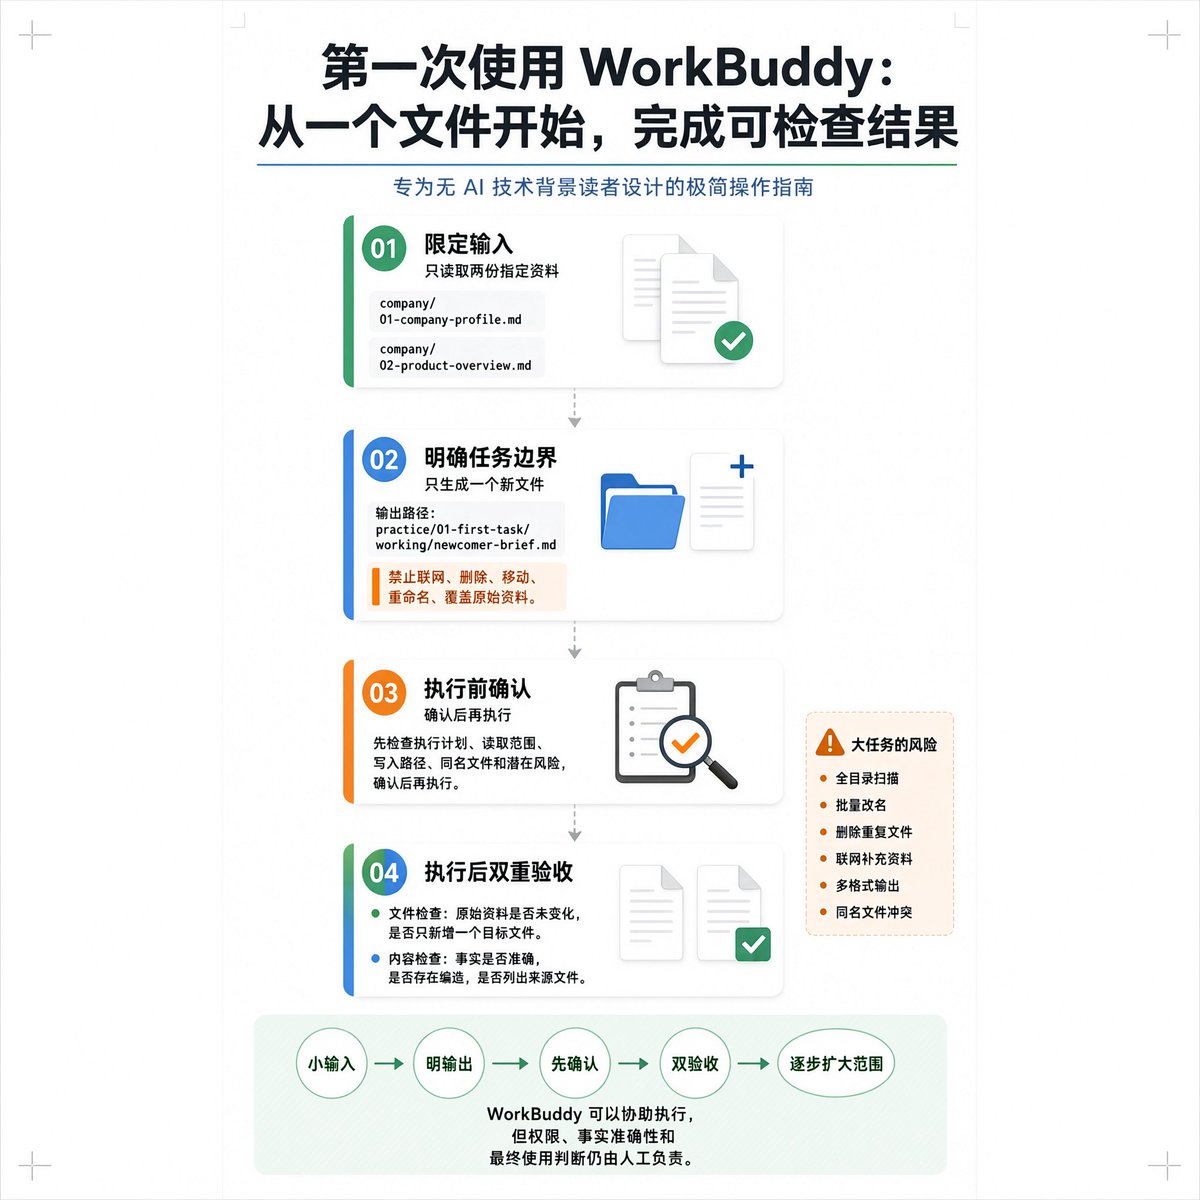 第一次使用 WorkBuddy：
从一个文件开始，完成可检查结果
专为无 AI 技术背景读者设计的极简操作指南
01
限定输入
只读取两份指定资料
company/
01-company-profile.md
company/
02-product-overview.md
02
明确任务边界
只生成一个新文件
输出路径：
practice/01-first-task/
working/newcomer-brief.md
禁止联网、删除、移动、
重命名、覆盖原始资料。
03
执行前确认
确认后再执行
先检查执行计划、读取范围、
写入路径、同名文件和潜在风险，
确认后再执行。
大任务的风险
全目录扫描
批量改名
删除重复文件
联网补充资料
多格式输出
同名文件冲突
04
执行后双重验收
文件检查：原始资料是否未变化，
是否只新增一个目标文件。
内容检查：事实是否准确，
是否存在编造，是否列出来源文件。
小输入
明输出
先确认
双验收
逐步扩大范围
WorkBuddy 可以协助执行，
但权限、事实准确性和
最终使用判断仍由人工负责。